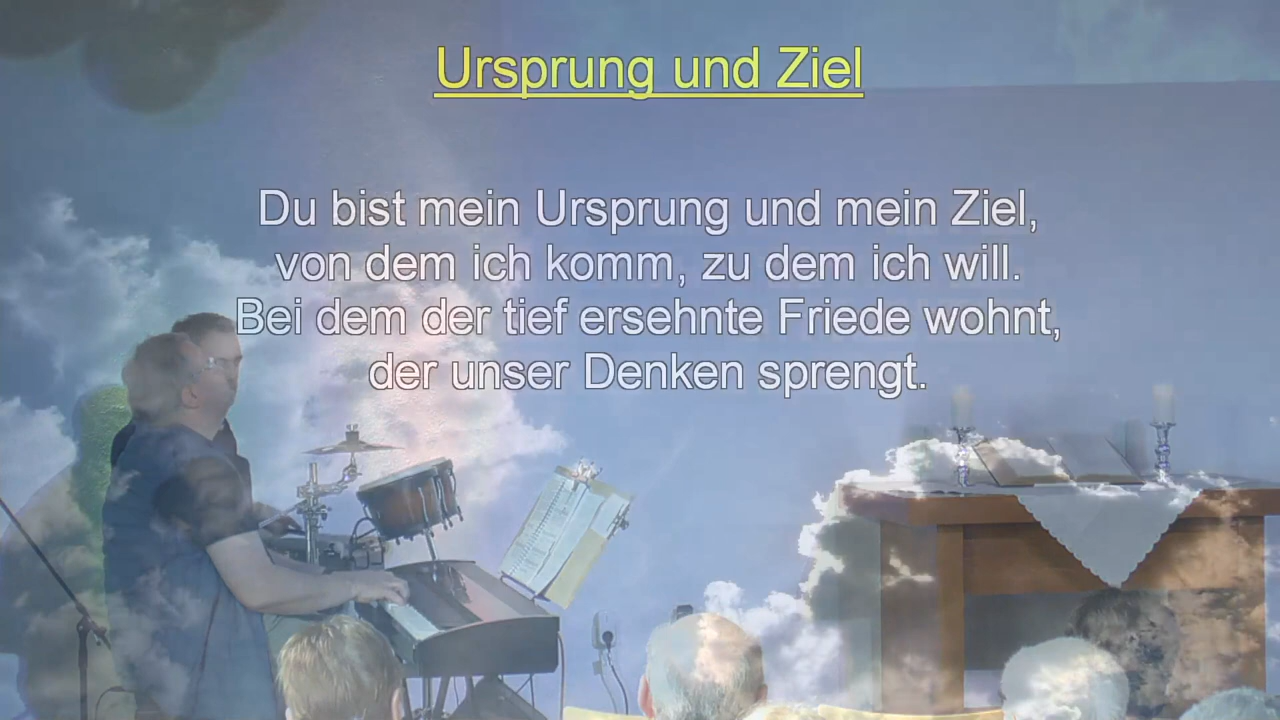 Ursprung und Ziel
Du bist mein Ursprung und mein Ziel,
von dem ich komm, zu dem ich will.
Bei dem der tief ersehnte Friede wohnt,
der unser Denken sprengt.